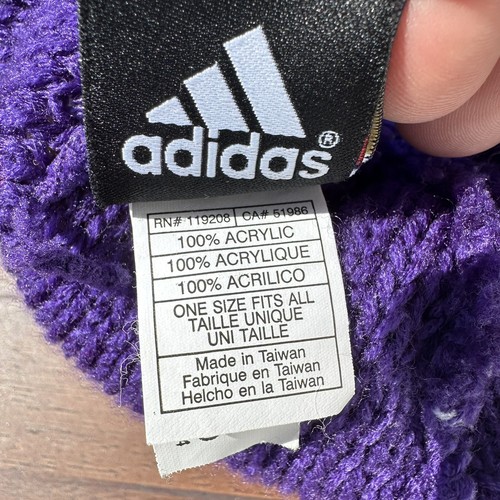 adidas®
RN# 119208 CA# 51986
100% ACRYLIC
100% ACRYLIQUE
100% ACRILICO
ONE SIZE FITS ALL
TAILLE UNIQUE
UNI TAILLE
Made in Taiwan
Fabrique en Taiwan
Helcho en la Taiwan